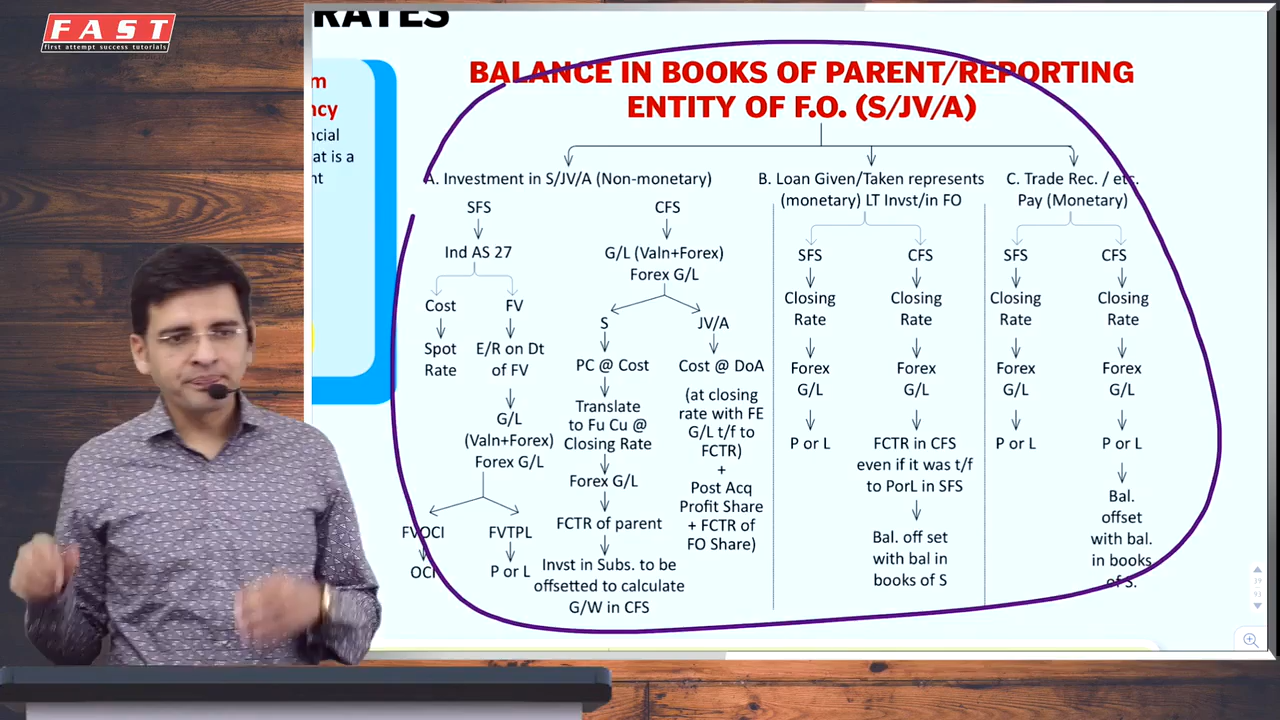 FAST
first attempt success tutorials
RATES
m
ncy
ncial
at is a
nt
BALANCE IN BOOKS OF PARENT/REPORTING
ENTITY OF F.O. (S/JV/A)
A. Investment in S/JV/A (Non-monetary)
SFS
Ind AS 27
Cost
Spot
Rate
FV
E/R on Dt
of FV
G/L
(Valn+Forex)
Forex G/L
FVOCI
OCI
FVTPL
P or L
CFS
G/L (Valn+Forex)
Forex G/L
S
PC @ Cost
Translate
to Fu Cu @
Closing Rate
Forex G/L
FCTR of parent
Invst in Subs. to be
offsetted to calculate
G/W in CFS
JV/A
Cost @ DoA
(at closing
rate with FE
G/L t/f to
FCTR)
+
Post Acq
Profit Share
+ FCTR of
FO Share)
B. Loan Given/Taken represents
(monetary) LT Invst/in FO
SFS
Closing
Rate
Forex
G/L
P or L
CFS
Closing
Rate
Forex
G/L
FCTR in CFS
even if it was t/f
to PorL in SFS
Bal. off set
with bal in
books of S
C. Trade Rec. / etc.
Pay (Monetary)
SFS
Closing
Rate
Forex
G/L
P or L
CFS
Closing
Rate
Forex
G/L
P or L
Bal.
offset
with bal.
in books
of S.